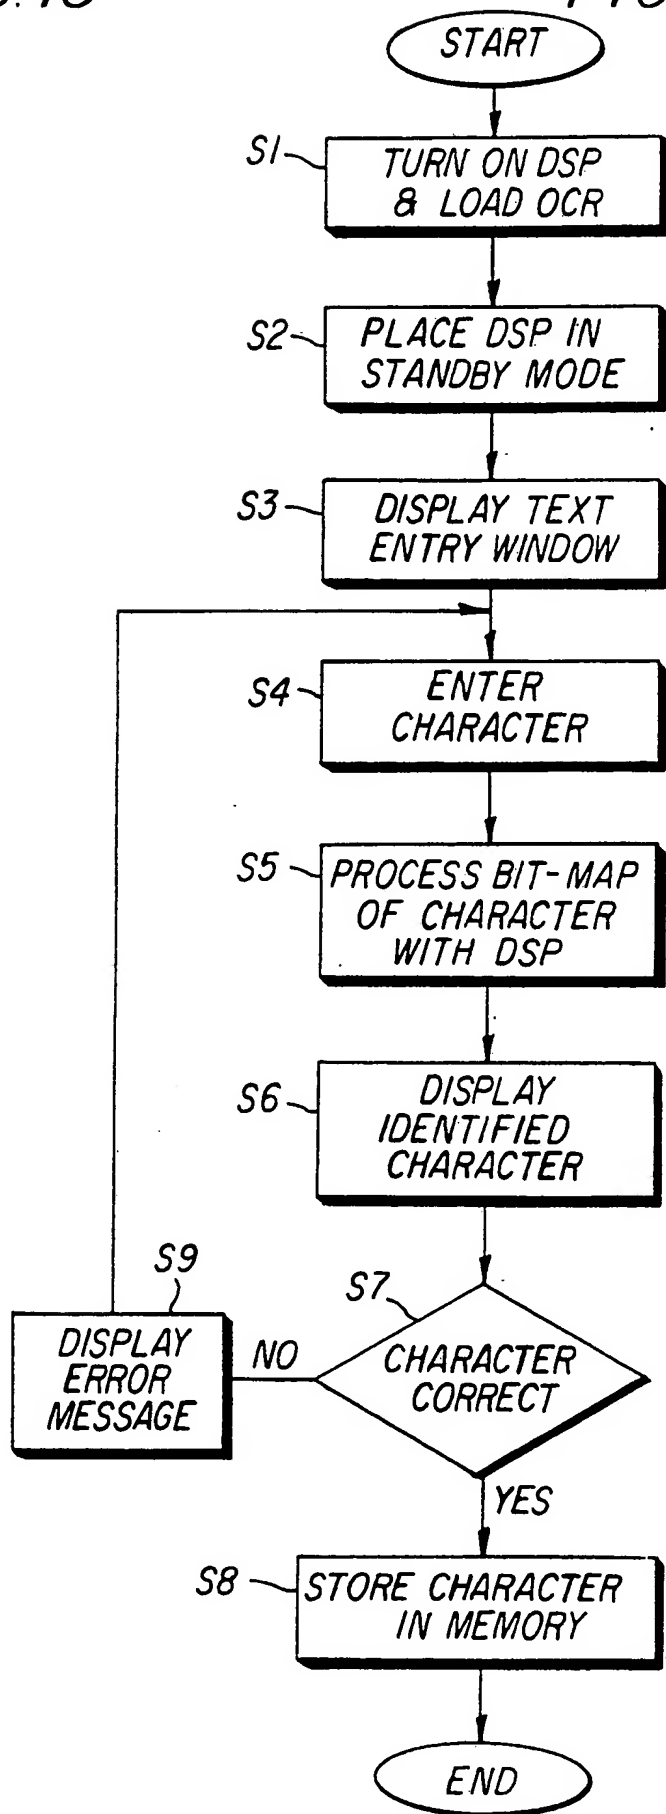 START
S1
TURN ON DSP
& LOAD OCR
S2
PLACE DSP IN
STANDBY MODE
S3
DISPLAY TEXT
ENTRY WINDOW
S4
ENTER
CHARACTER
S5
PROCESS BIT-MAP
OF CHARACTER
WITH DSP
S6
DISPLAY
IDENTIFIED
CHARACTER
S7
CHARACTER
CORRECT
NO
S9
DISPLAY
ERROR
MESSAGE
YES
S8
STORE CHARACTER
IN MEMORY
END